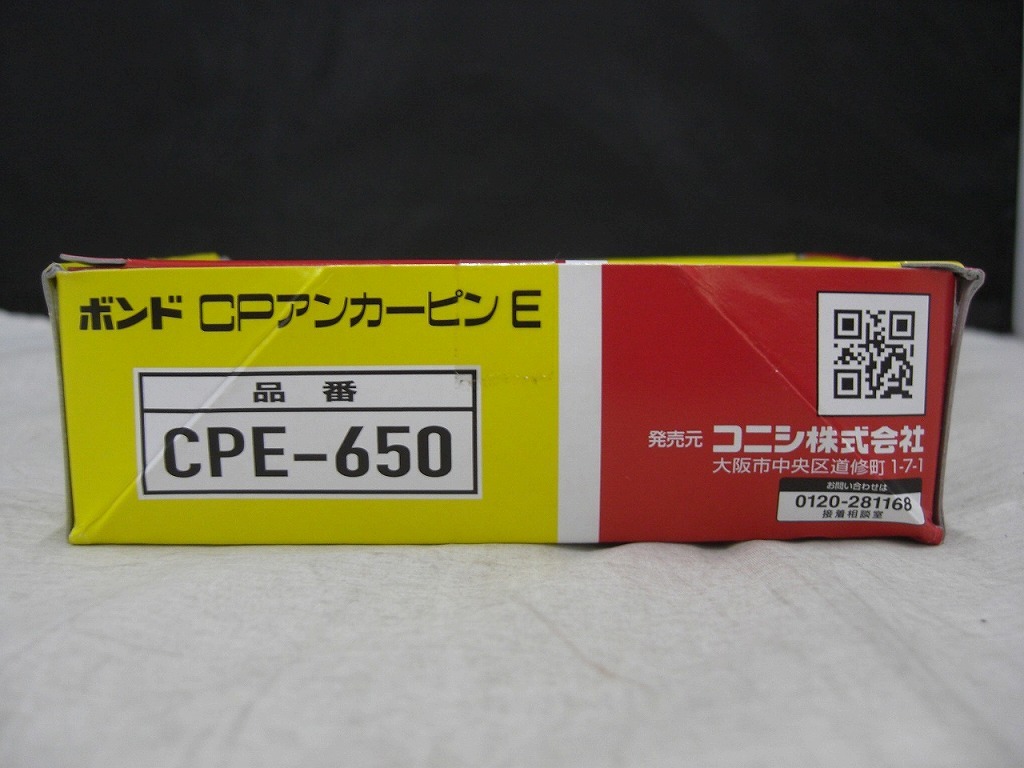 ボンド CPアンカーピン E
品 番
CPE-650
発売元 コニシ株式会社
大阪市中央区道修町 1-7-1
お問い合わせは
0120-281168
接着相談室